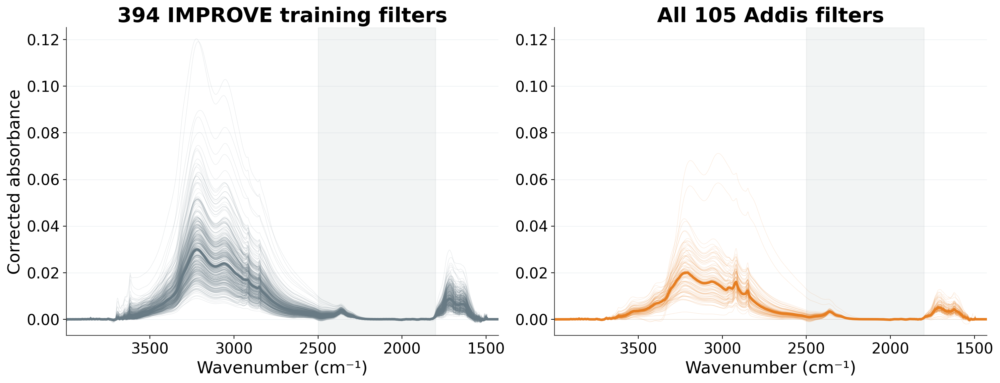 394 IMPROVE training filters
Corrected absorbance
0.12
0.10
0.08
0.06
0.04
0.02
0.00
3500 3000 2500 2000 1500
Wavenumber (cm⁻¹)
All 105 Addis filters
0.12
0.10
0.08
0.06
0.04
0.02
0.00
3500 3000 2500 2000 1500
Wavenumber (cm⁻¹)